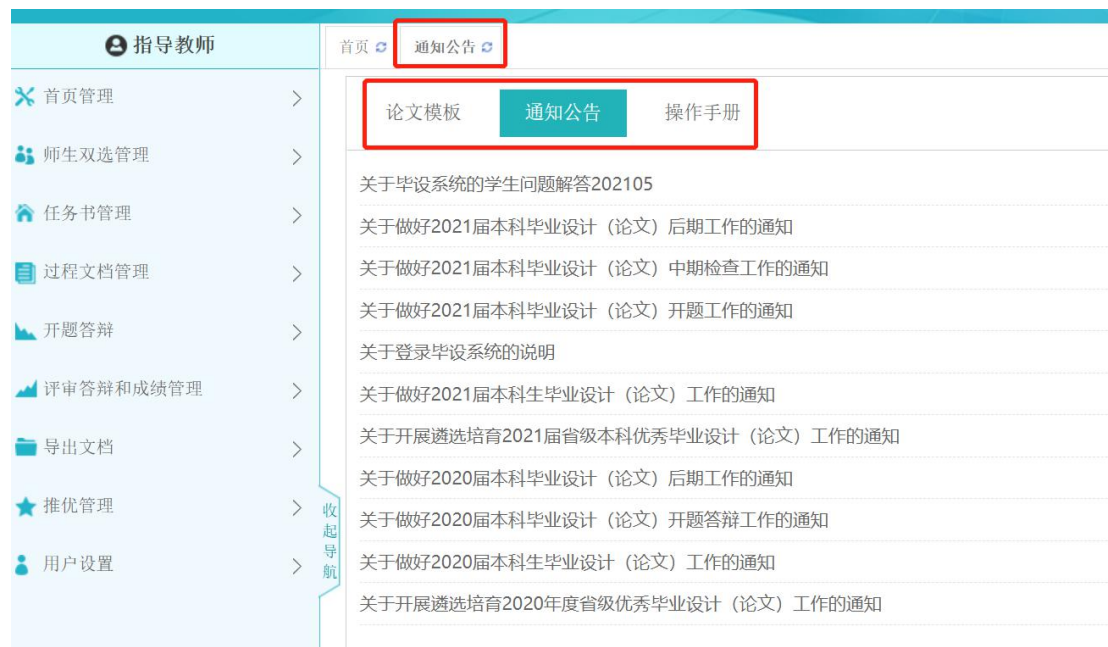 指导教师
首页管理
师生双选管理
任务书管理
过程文档管理
开题答辩
评审答辩和成绩管理
导出文档
推优管理
用户设置
收起导航
首页 通知公告
论文模板 通知公告 操作手册
关于毕设系统的学生问题解答202105
关于做好2021届本科毕业设计（论文）后期工作的通知
关于做好2021届本科毕业设计（论文）中期检查工作的通知
关于做好2021届本科毕业设计（论文）开题工作的通知
关于登录毕设系统的说明
关于做好2021届本科生毕业设计（论文）工作的通知
关于开展遴选培育2021届省级本科优秀毕业设计（论文）工作的通知
关于做好2020届本科毕业设计（论文）后期工作的通知
关于做好2020届本科毕业设计（论文）开题答辩工作的通知
关于做好2020届本科生毕业设计（论文）工作的通知
关于开展遴选培育2020年度省级优秀毕业设计（论文）工作的通知